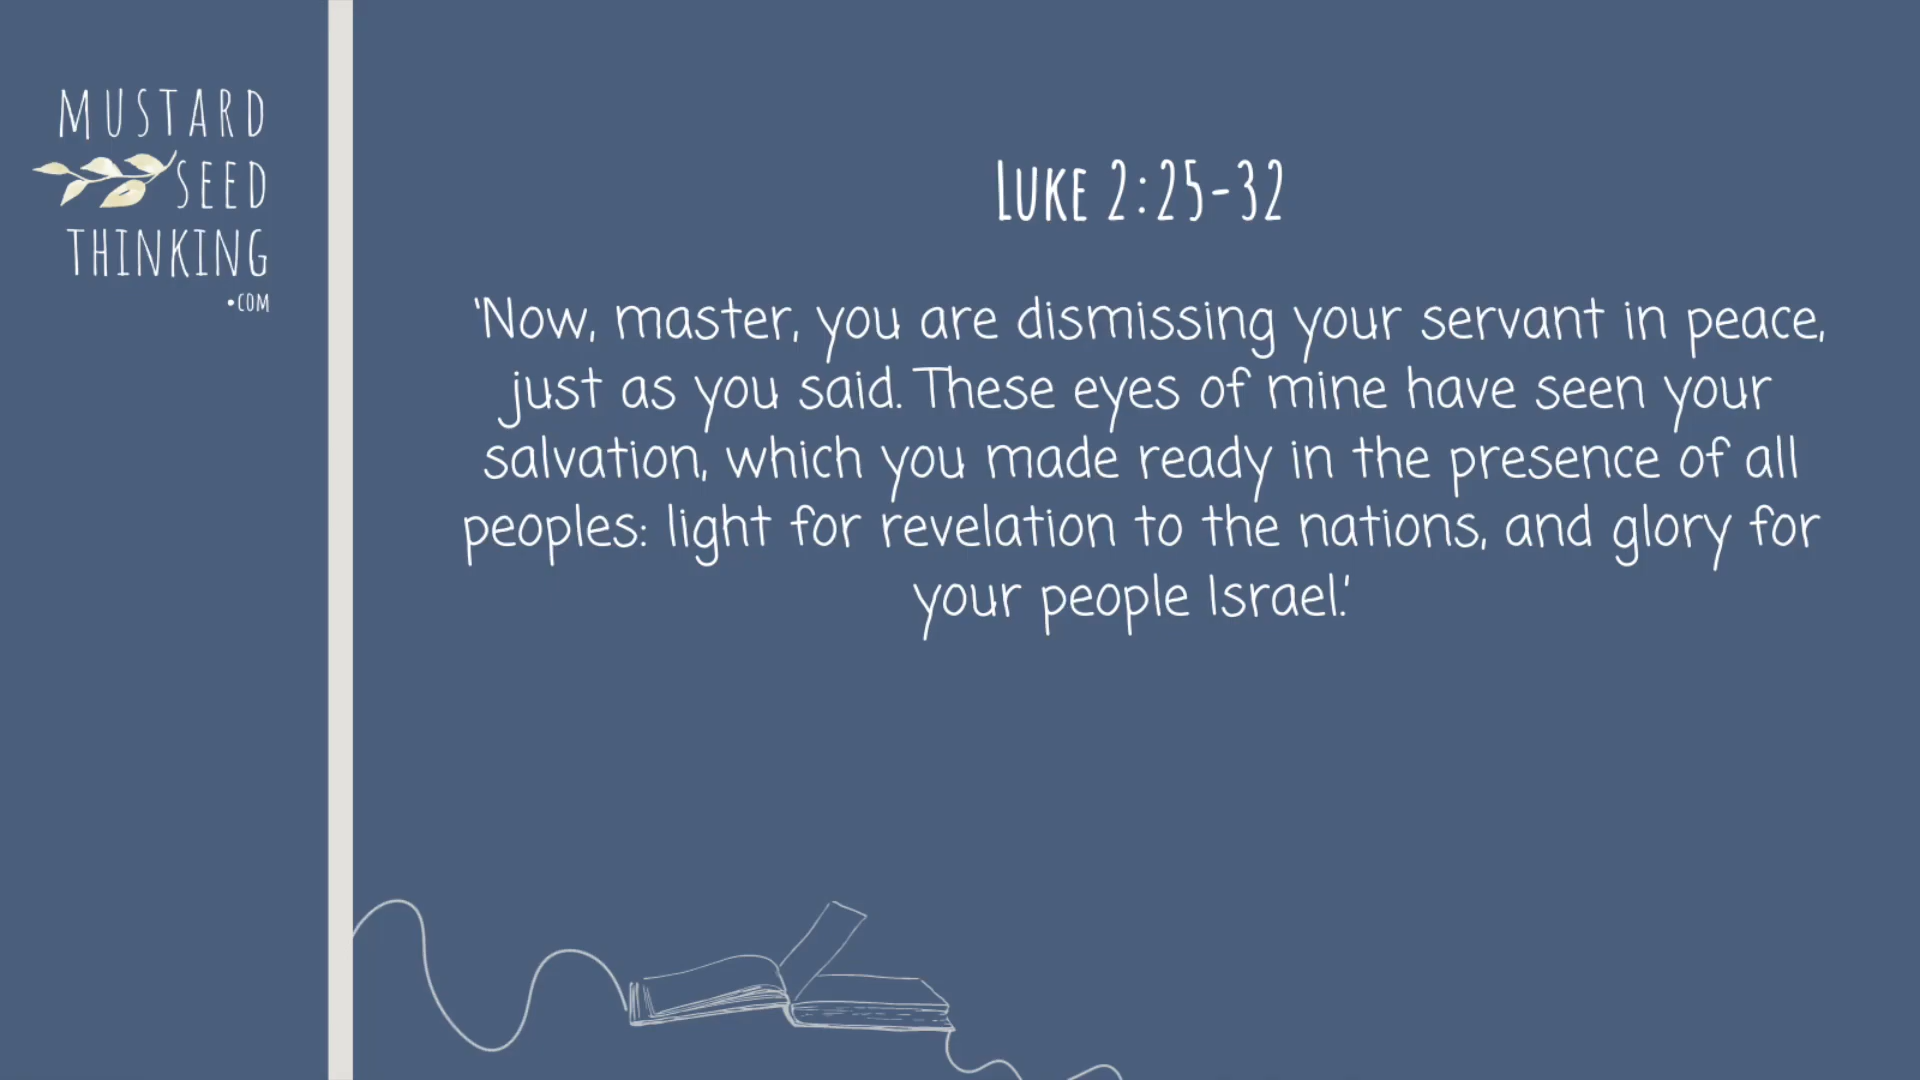 MUSTARD
SEED
THINKING
.COM
LUKE 2:25-32
'Now, master, you are dismissing your servant in peace,
just as you said. These eyes of mine have seen your
salvation, which you made ready in the presence of all
peoples: light for revelation to the nations, and glory for
your people Israel.'